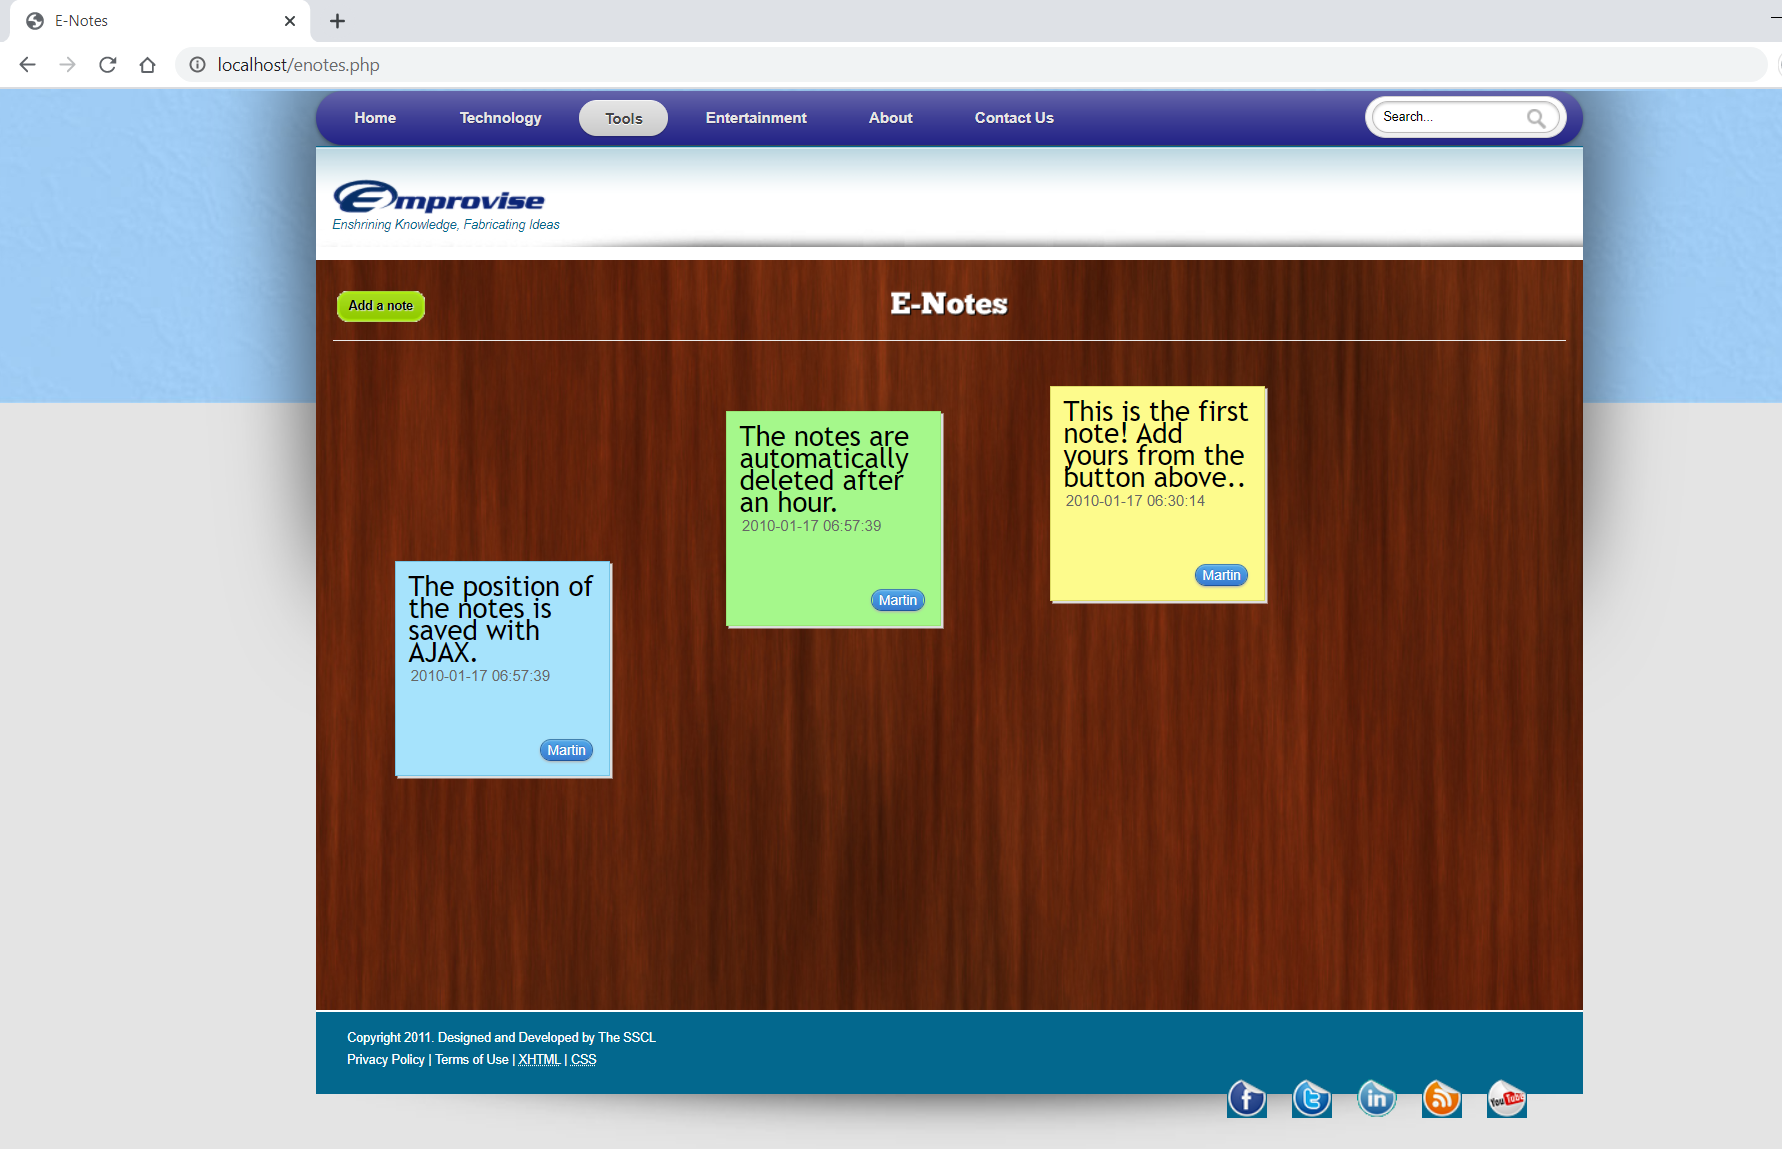 E-Notes
localhost/enotes.php
Home Technology Tools Entertainment About Contact Us Search...
Emprovise
Enshrining Knowledge, Fabricating Ideas
Add a note
E-Notes
This is the first
note! Add
yours from the
button above..
2010-01-17 06:30:14
Martin
The notes are
automatically
deleted after
an hour.
2010-01-17 06:57:39
Martin
The position of
the notes is
saved with
AJAX.
2010-01-17 06:57:39
Martin
Copyright 2011. Designed and Developed by The SSCL
Privacy Policy | Terms of Use | XHTML | CSS
f t in You Tube